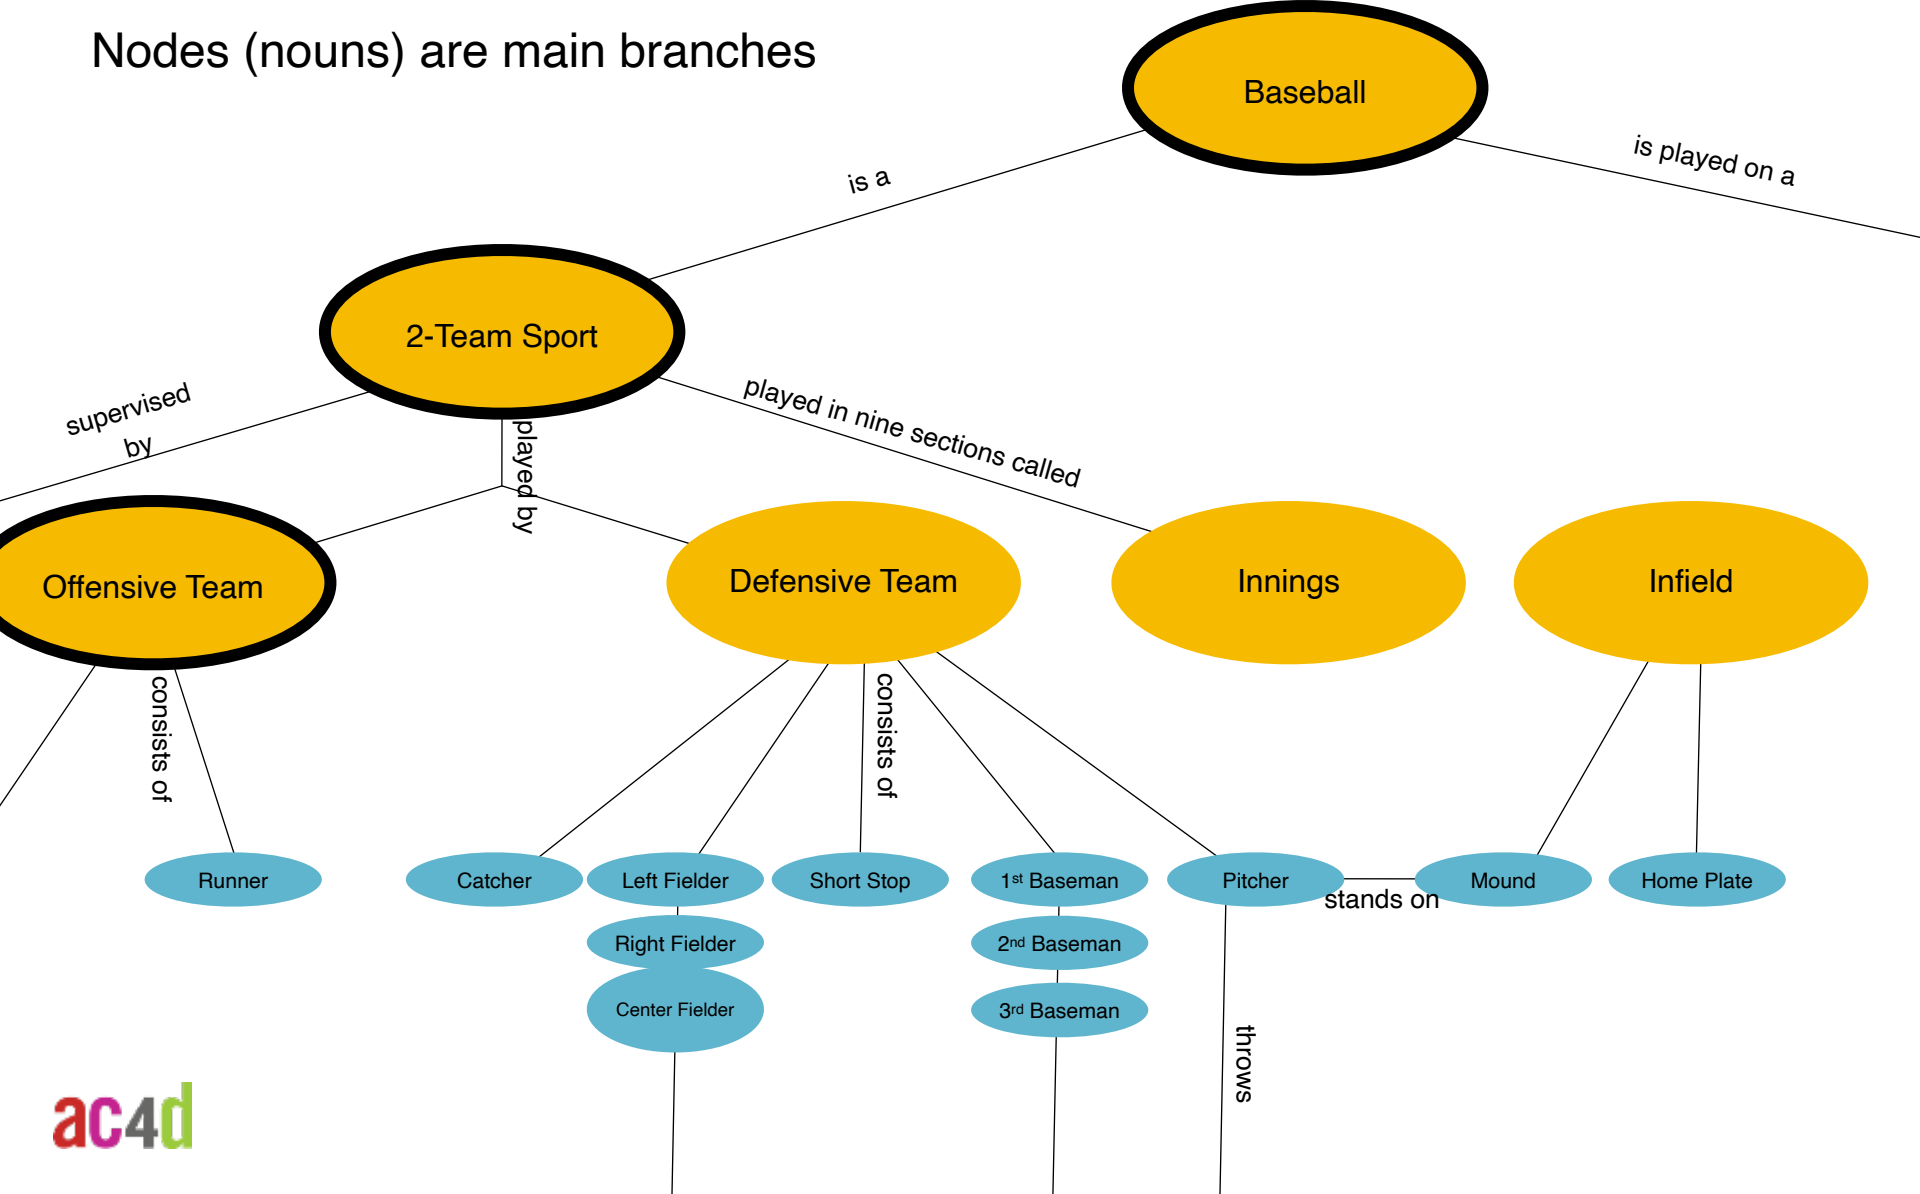 Nodes (nouns) are main branches
Baseball
is a
is played on a
2-Team Sport
supervised
by
played by
played in nine sections called
Offensive Team
Defensive Team
Innings
Infield
consists of
consists of
Runner
Catcher
Left Fielder
Short Stop
1st Baseman
Pitcher
stands on
Mound
Home Plate
Right Fielder
2nd Baseman
Center Fielder
3rd Baseman
throws
ac4d